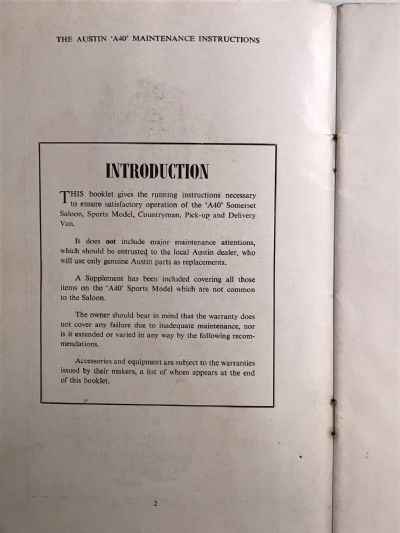 THE AUSTIN ‘A40’ MAINTENANCE INSTRUCTIONS
INTRODUCTION
THIS booklet gives the running instructions necessary
to ensure satisfactory operation of the ‘A40’ Somerset
Saloon, Sports Model, Countryman, Pick-up and Delivery
Van.
It does not include major maintenance attentions,
which should be entrusted to the local Austin dealer, who
will use only genuine Austin parts as replacements.
A Supplement has been included covering all those
items on the ‘A40’ Sports Model which are not common
to the Saloon.
The owner should bear in mind that the warranty does
not cover any failure due to inadequate maintenance, nor
is it extended or varied in any way by the following recom-
mendations.
Accessories and equipment are subject to the warranties
issued by their makers, a list of whom appears at the end
of this booklet.
2